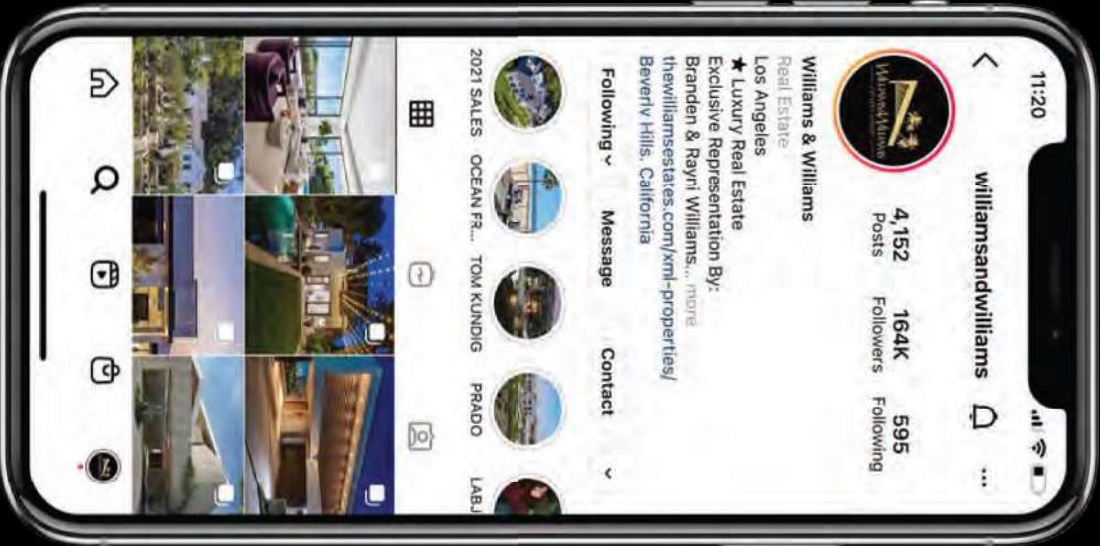 11:20
williamsandwilliams
WILLIAMS & WILLIAMS
4,152 164K 595
Posts Followers Following
Williams & Williams
Real Estate
Los Angeles
★ Luxury Real Estate
Exclusive Representation By:
Branden & Rayni Williams... more
thewilliamsestates.com/xml-properties/
Beverly Hills, California
Following Message Contact
2021 SALES OCEAN FR... TOM KUNDIG PRADO LABJ